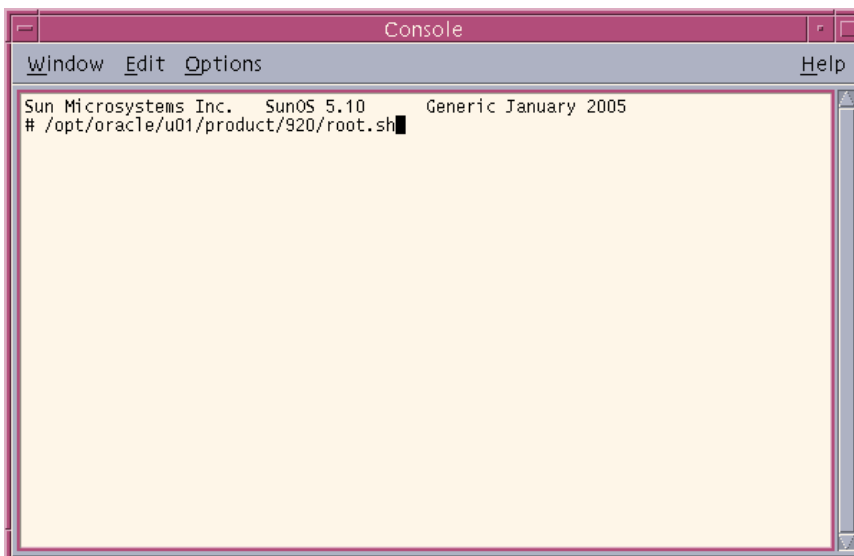 Console
Window Edit Options Help
Sun Microsystems Inc. SunOS 5.10 Generic January 2005
# /opt/oracle/u01/product/920/root.sh